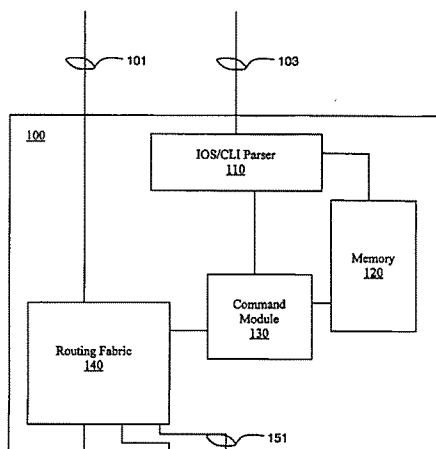 101
103
100
IOS/CLI Parser
110
Memory
120
Command
Module
130
Routing Fabric
140
151